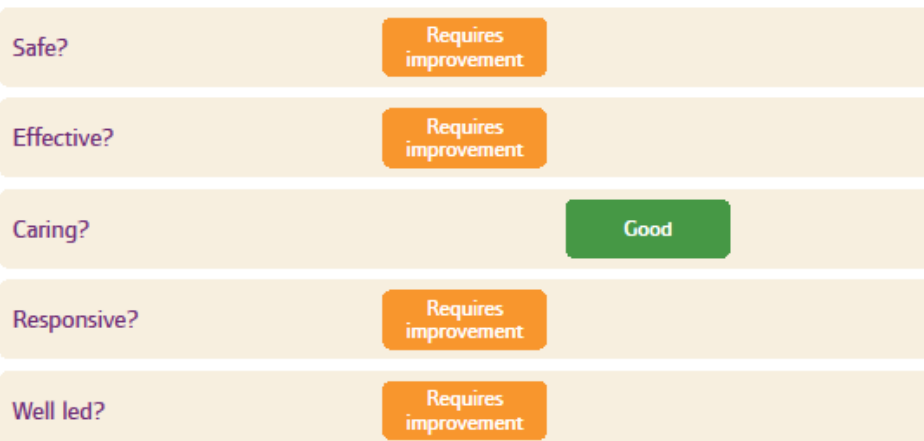 Safe?
Requires
improvement
Effective?
Requires
improvement
Caring?
Good
Responsive?
Requires
improvement
Well led?
Requires
improvement